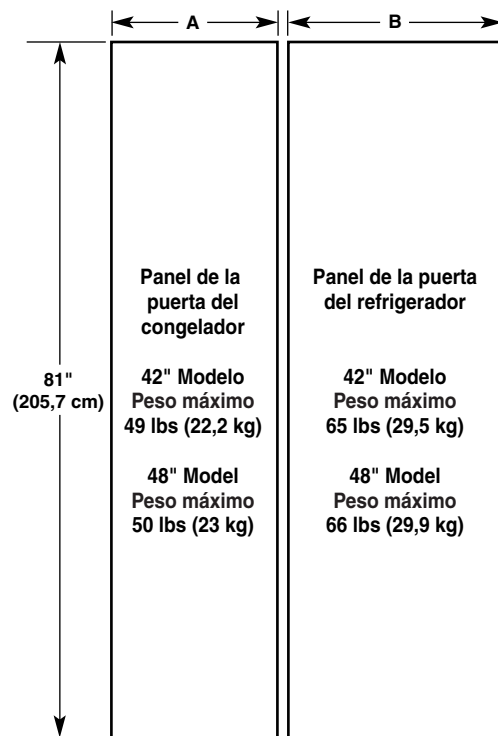 A
B
Panel de la
puerta del
congelador
42" Modelo
Peso máximo
49 lbs (22,2 kg)
48" Model
Peso máximo
50 lbs (23 kg)
Panel de la puerta
del refrigerador
42" Modelo
Peso máximo
65 lbs (29,5 kg)
48" Model
Peso máximo
66 lbs (29,9 kg)
81"
(205,7 cm)